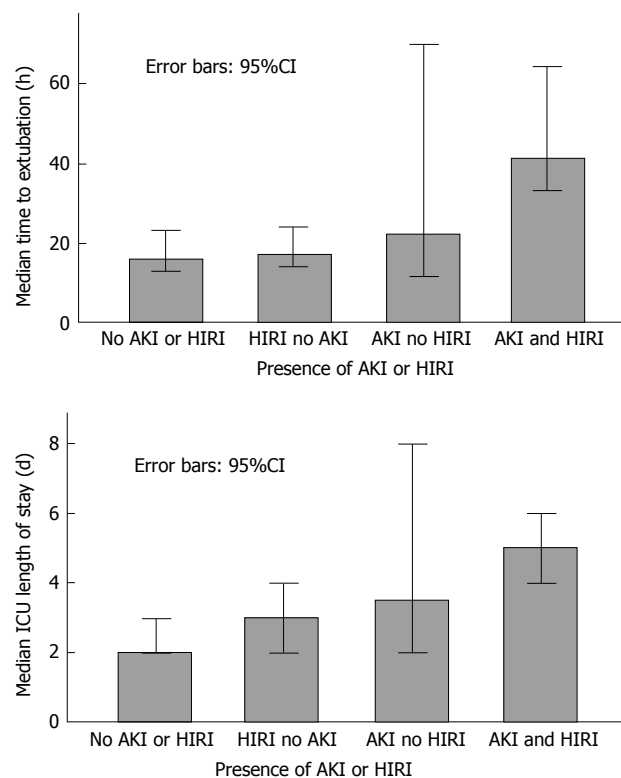 Median time to extubation (h)
Error bars: 95%CI
60
40
20
0
No AKI or HIRI HIRI no AKI AKI no HIRI AKI and HIRI
Presence of AKI or HIRI
Median ICU length of stay (d)
Error bars: 95%CI
8
6
4
2
0
No AKI or HIRI HIRI no AKI AKI no HIRI AKI and HIRI
Presence of AKI or HIRI